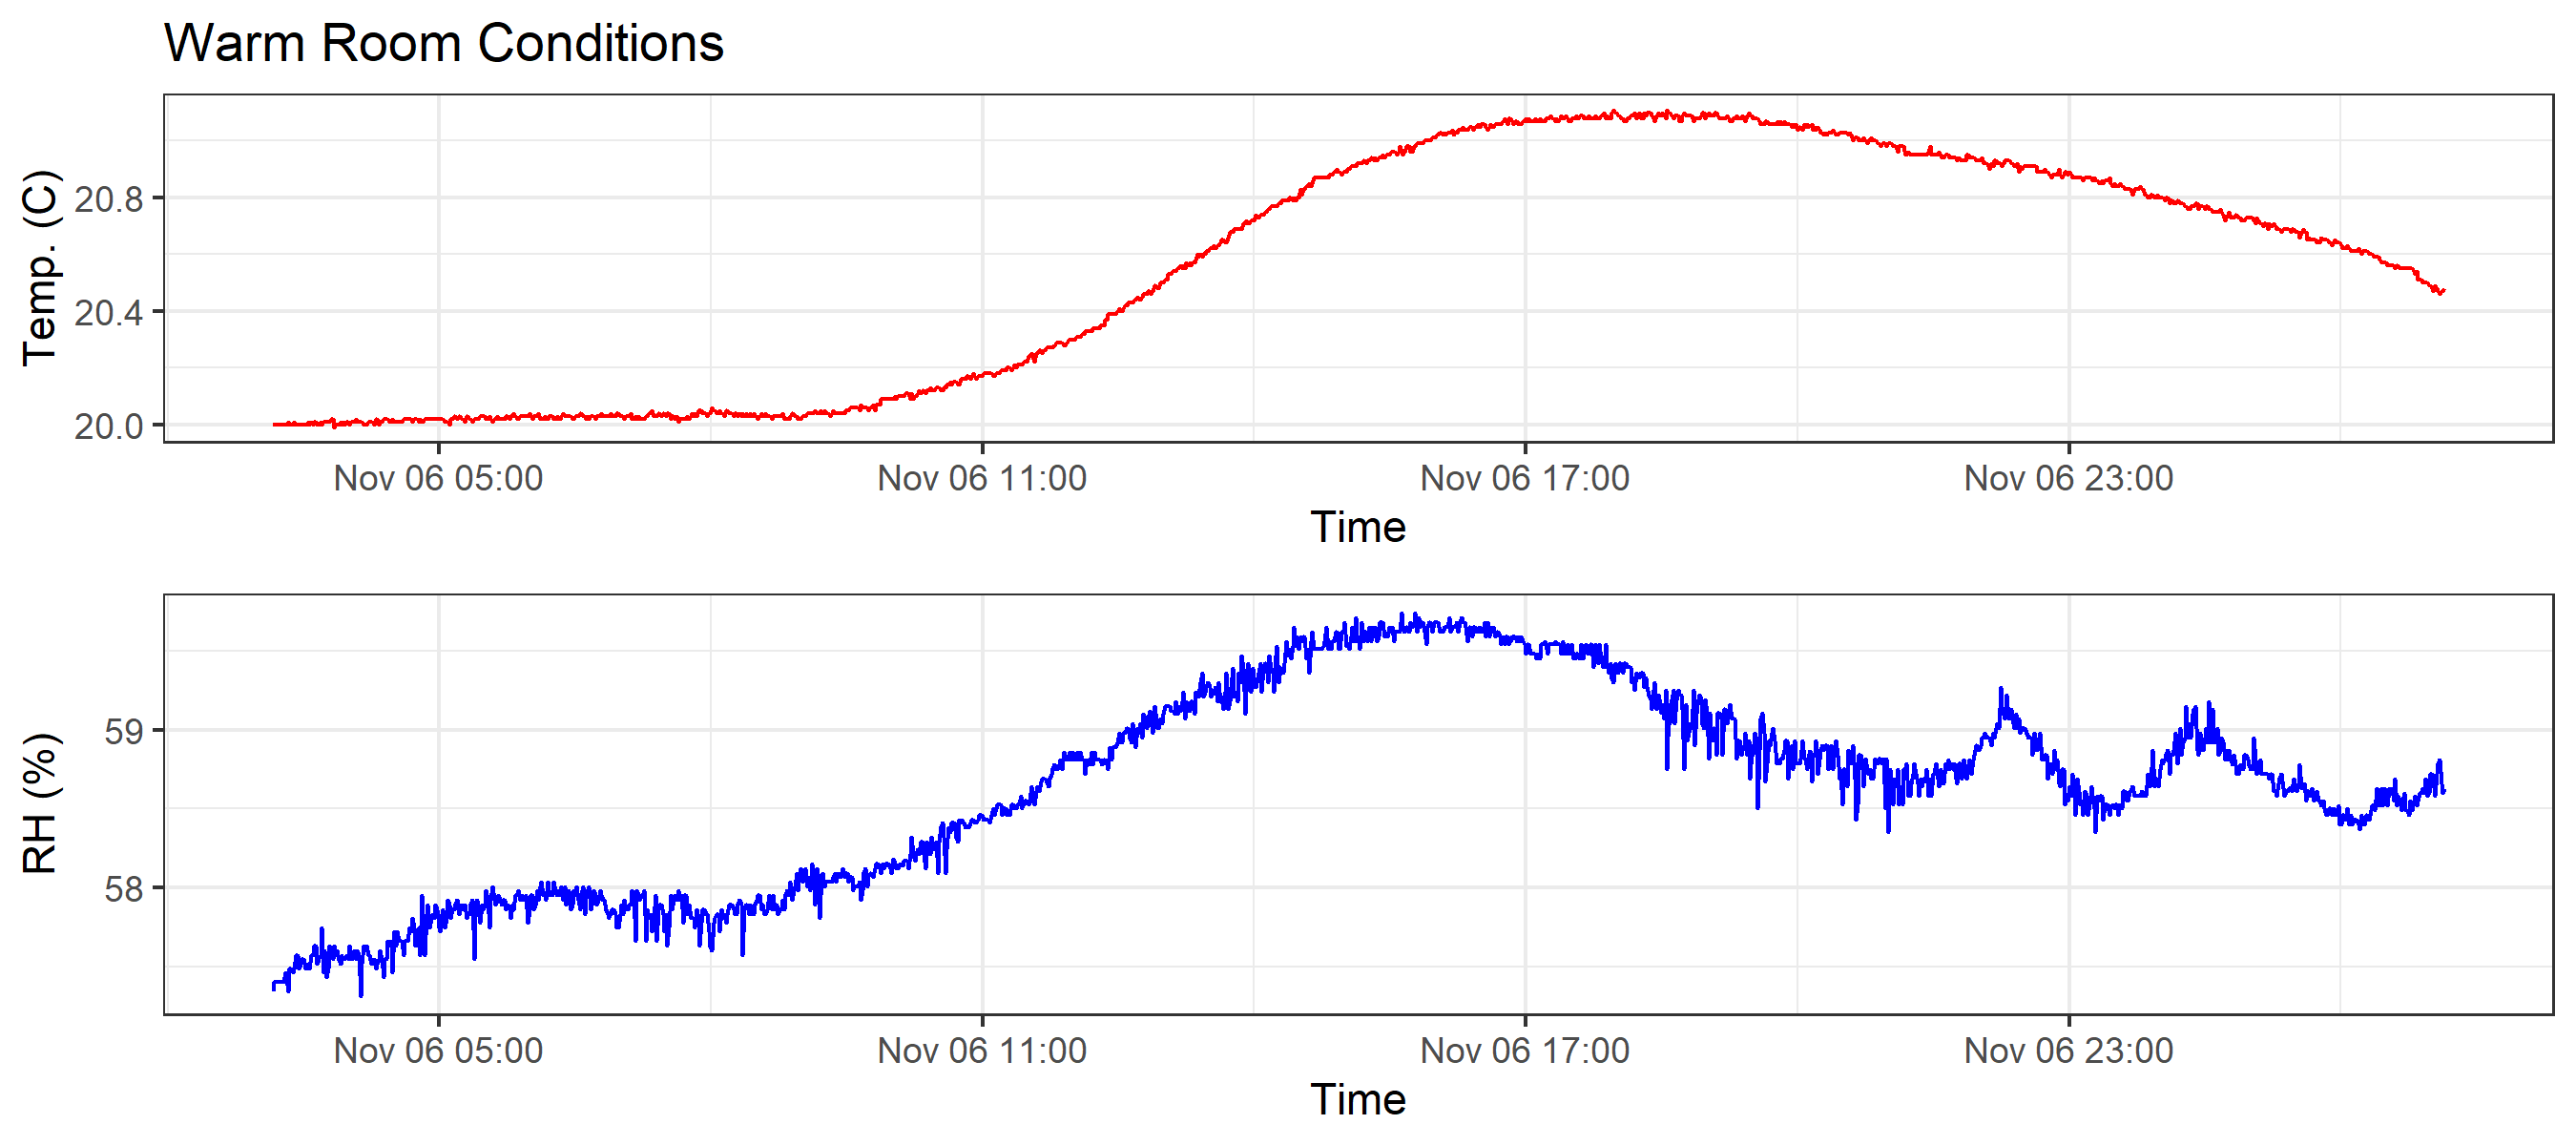 Warm Room Conditions
Temp. (C)
20.8
20.4
20.0
Nov 06 05:00 Nov 06 11:00 Nov 06 17:00 Nov 06 23:00
Time
RH (%)
59
58
Nov 06 05:00 Nov 06 11:00 Nov 06 17:00 Nov 06 23:00
Time